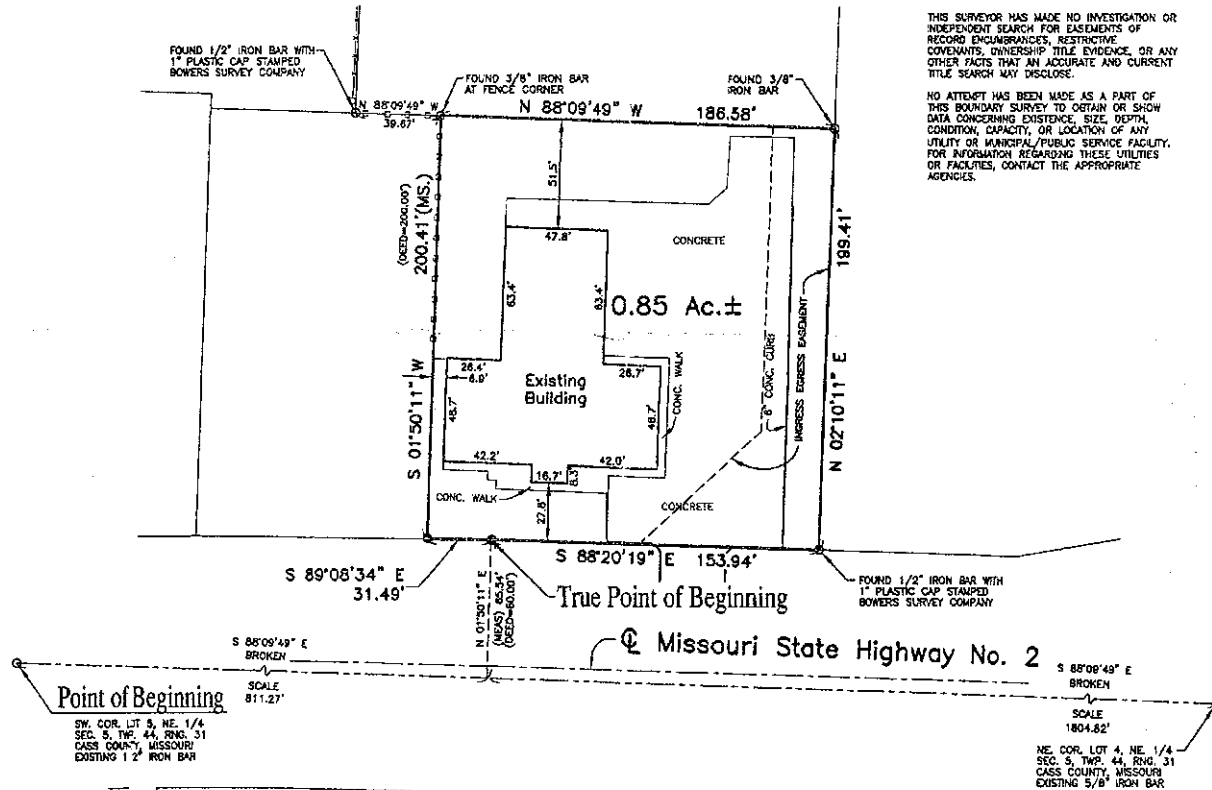 THIS SURVEYOR HAS MADE NO INVESTIGATION OR
INDEPENDENT SEARCH FOR EASEMENTS OF
RECORD ENCUMBRANCES, RESTRICTIVE
COVENANTS, OWNERSHIP TITLE EVIDENCE, OR ANY
OTHER FACTS THAT AN ACCURATE AND CURRENT
TITLE SEARCH MAY DISCLOSE.
NO ATTEMPT HAS BEEN MADE AS A PART OF
THIS BOUNDARY SURVEY TO OBTAIN OR SHOW
DATA CONCERNING EXISTENCE, SIZE, DEPTH,
CONDITION, CAPACITY, OR LOCATION OF ANY
UTILITY OR MUNICIPAL/PUBLIC SERVICE FACILITY.
FOR INFORMATION REGARDING THESE UTILITIES
OR FACILITIES, CONTACT THE APPROPRIATE
AGENCIES.
FOUND 1/2" IRON BAR WITH
1" PLASTIC CAP STAMPED
BOWERS SURVEY COMPANY
FOUND 3/8" IRON BAR
AT FENCE CORNER
FOUND 3/8"
IRON BAR
N 88°09'49" W
39.67'
N 88°09'49" W 186.58'
51.5'
(DEED=200.00')
200.41'(MS.)
S 01°50'11" W
47.8'
CONCRETE
63.4'
63.4'
0.85 Ac.±
199.41'
N 02°10'11" E
INGRESS EGRESS EASEMENT
6" CONC. CURB
26.4'
6.9'
26.7'
CONC. WALK
Existing
Building
48.7'
48.7'
42.2'
16.7'
8.3'
42.0'
CONC. WALK
27.8'
CONCRETE
S 88°20'19" E 153.94'
S 89°08'34" E
31.49'
True Point of Beginning
FOUND 1/2" IRON BAR WITH
1" PLASTIC CAP STAMPED
BOWERS SURVEY COMPANY
N 01°50'11" E
(MEAS) 85.54'
(DEED=60.00')
℄ Missouri State Highway No. 2
S 88°09'49" E
BROKEN
SCALE
811.27'
S 88°09'49" E
BROKEN
SCALE
1804.82'
Point of Beginning
SW. COR. LOT 5, NE. 1/4
SEC. 5, TWP. 44, RNG. 31
CASS COUNTY, MISSOURI
EXISTING 1 2" IRON BAR
NE. COR. LOT 4, NE. 1/4
SEC. 5, TWP. 44, RNG. 31
CASS COUNTY, MISSOURI
EXISTING 5/8" IRON BAR